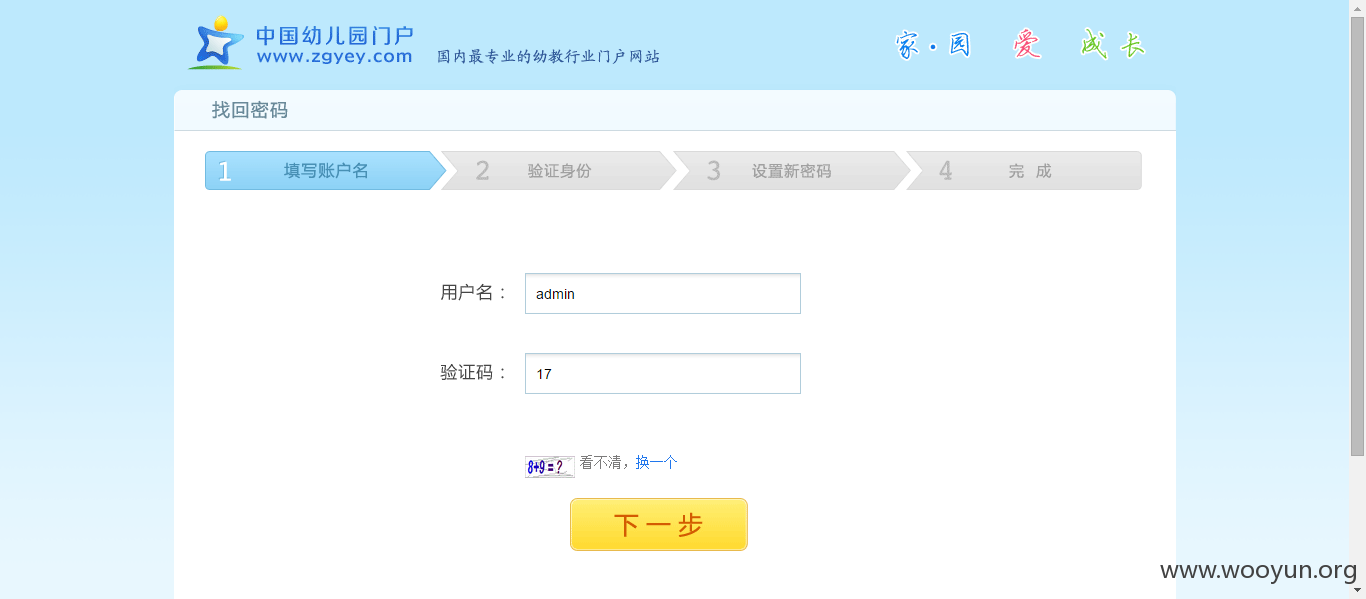 中国幼儿园门户
www.zgyey.com
国内最专业的幼教行业门户网站
家·园 爱 成长
找回密码
1 填写账户名 2 验证身份 3 设置新密码 4 完 成
用户名： admin
验证码： 17
8+9=? 看不清，换一个
下一步
www.wooyun.org